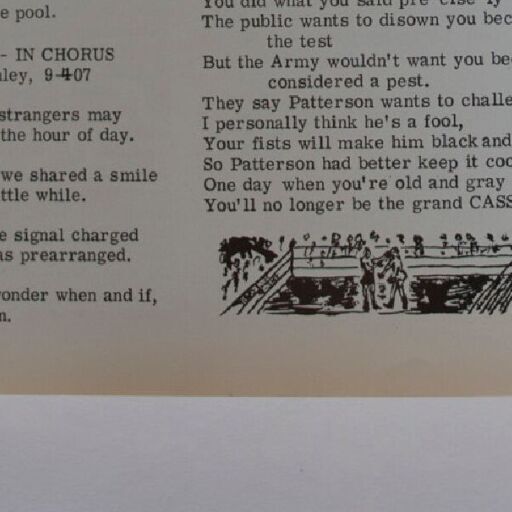 e pool.
- IN CHORUS
ley, 9-4-07
strangers may
the hour of day.
we shared a smile
ttle while.
e signal charged
as prearranged.
onder when and if,
n.
You did what you said pre-cise-ly
The public wants to disown you bec
the test
But the Army wouldn't want you be
considered a pest.
They say Patterson wants to challe
I personally think he's a fool,
Your fists will make him black and
So Patterson had better keep it coo
One day when you're old and gray
You'll no longer be the grand CASS